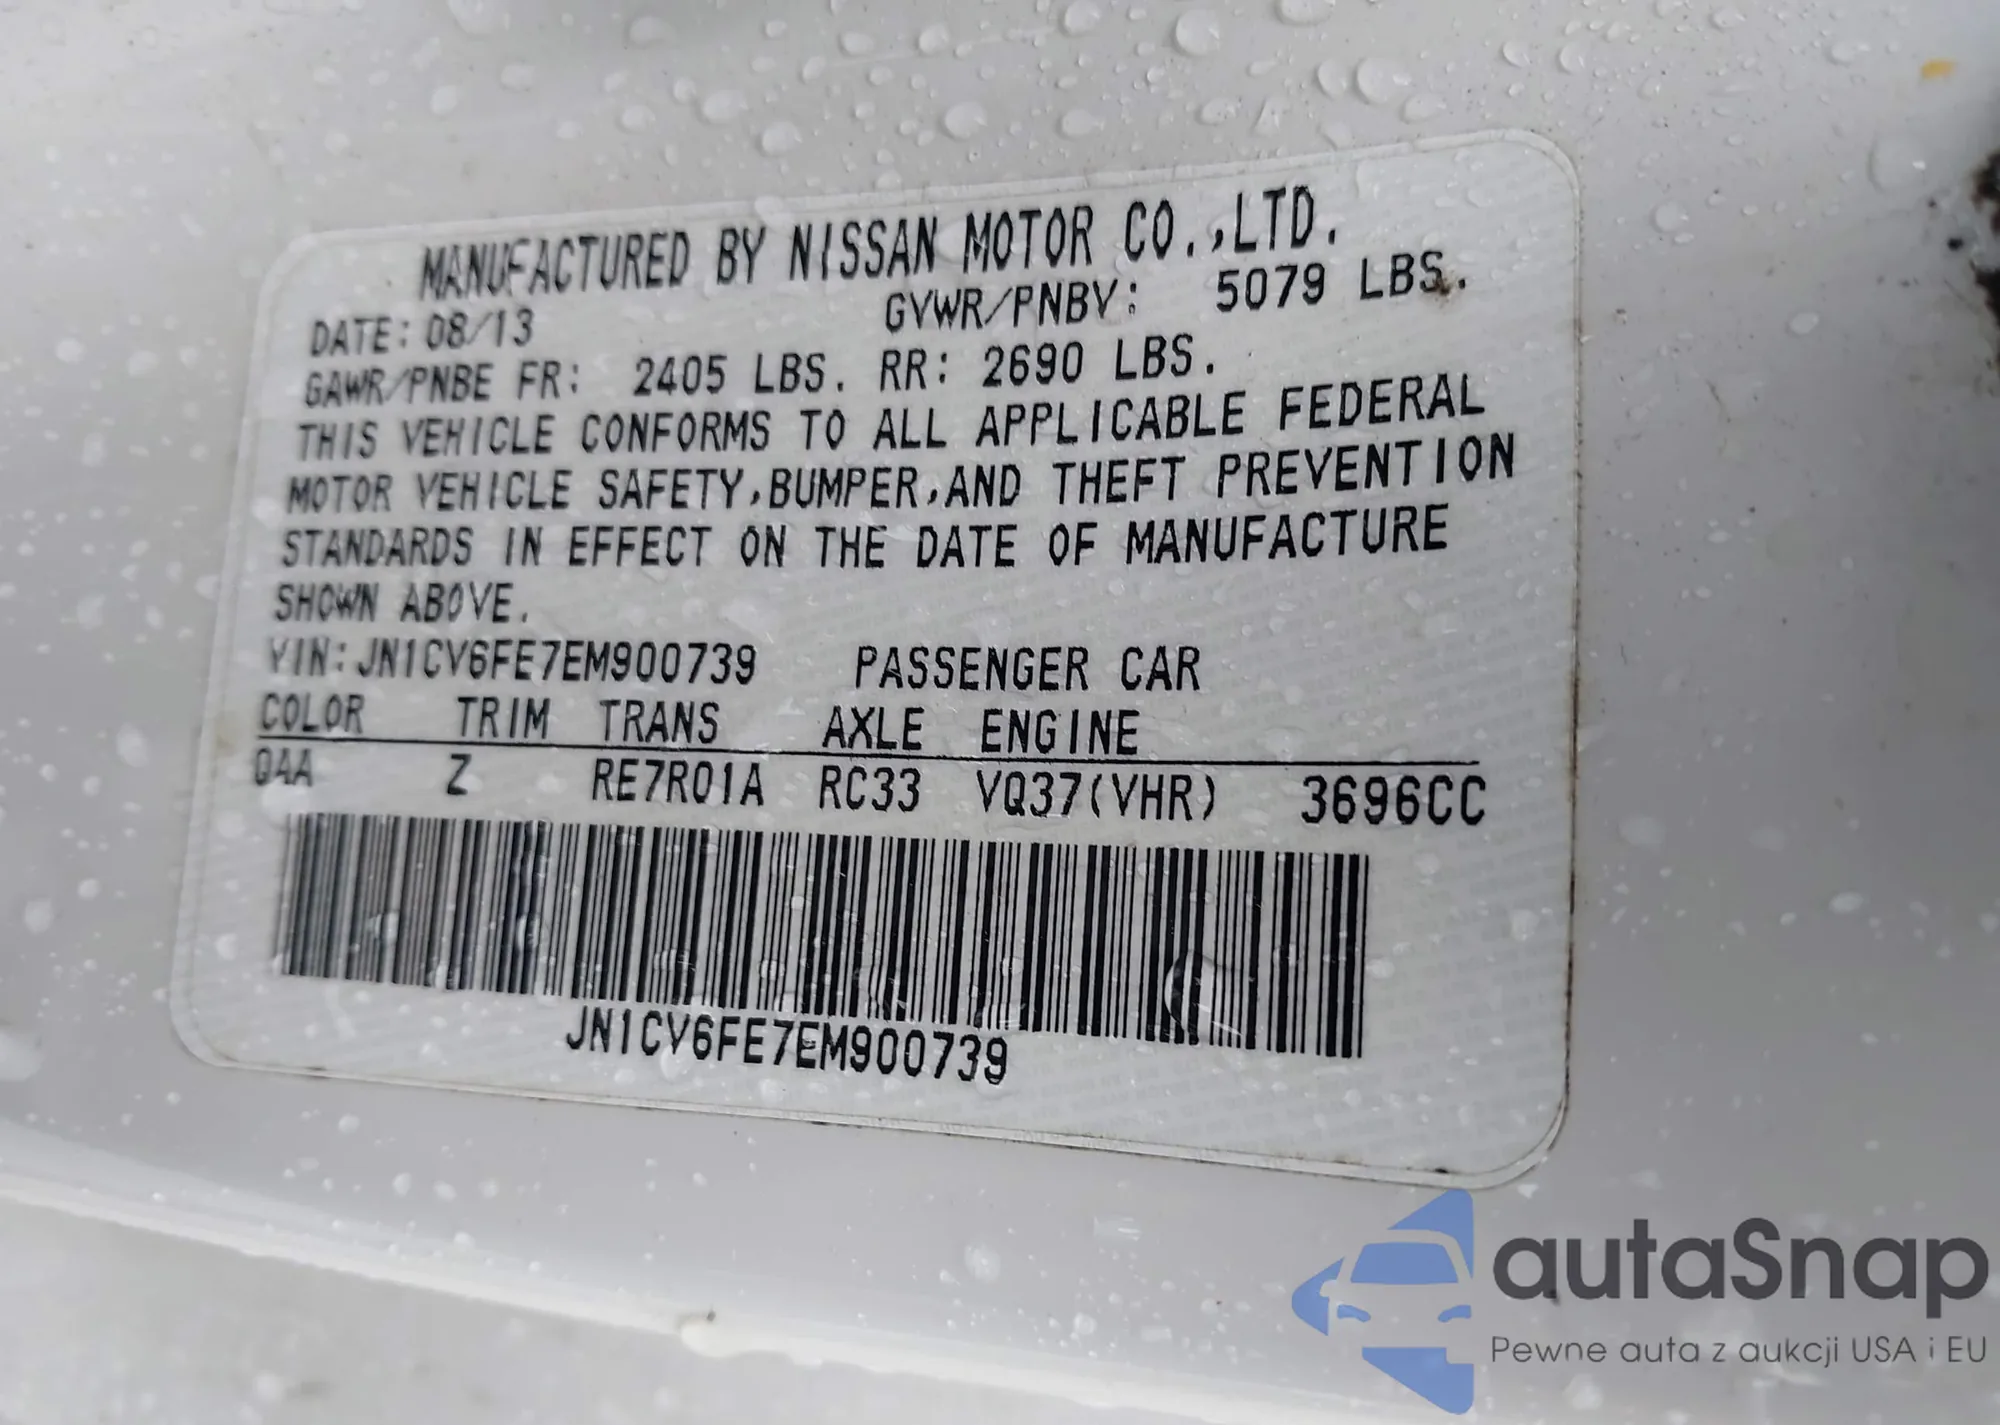 MANUFACTURED BY NISSAN MOTOR CO.,LTD.
DATE: 08/13 GVWR/PNBV: 5079 LBS.
GAWR/PNBE FR: 2405 LBS. RR: 2690 LBS.
THIS VEHICLE CONFORMS TO ALL APPLICABLE FEDERAL
MOTOR VEHICLE SAFETY,BUMPER,AND THEFT PREVENTION
STANDARDS IN EFFECT ON THE DATE OF MANUFACTURE
SHOWN ABOVE.
VIN: JN1CV6FE7EM900739 PASSENGER CAR
COLOR TRIM TRANS AXLE ENGINE
QAA Z RE7R01A RC33 VQ37(VHR) 3696CC
JN1CV6FE7EM900739
autaSnap
Pewne auta z aukcji USA i EU